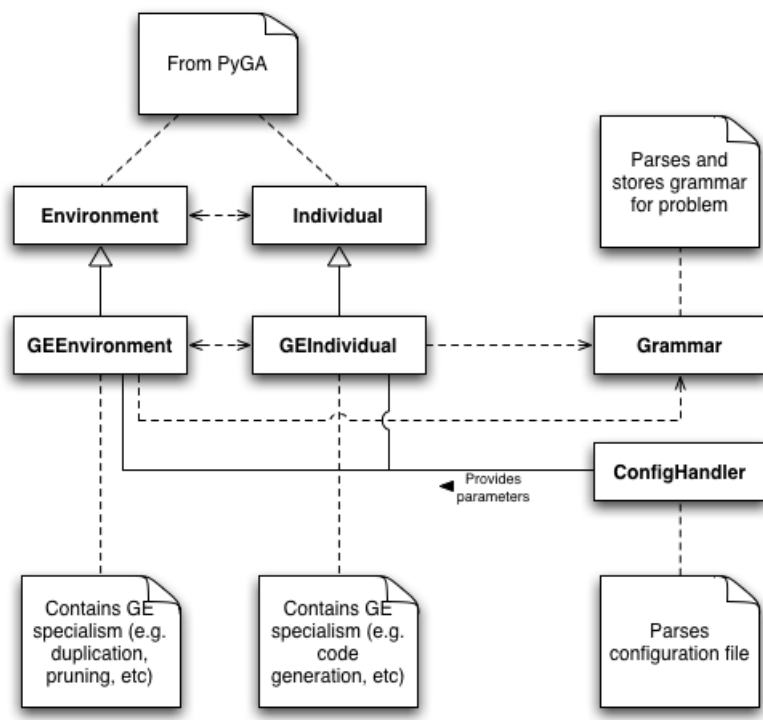 From PyGA
Parses and
stores grammar
for problem
Environment
Individual
GEEnvironment
GEIndividual
Grammar
ConfigHandler
Provides
parameters
Contains GE
specialism (e.g.
duplication,
pruning, etc)
Contains GE
specialism (e.g.
code
generation, etc)
Parses
configuration file